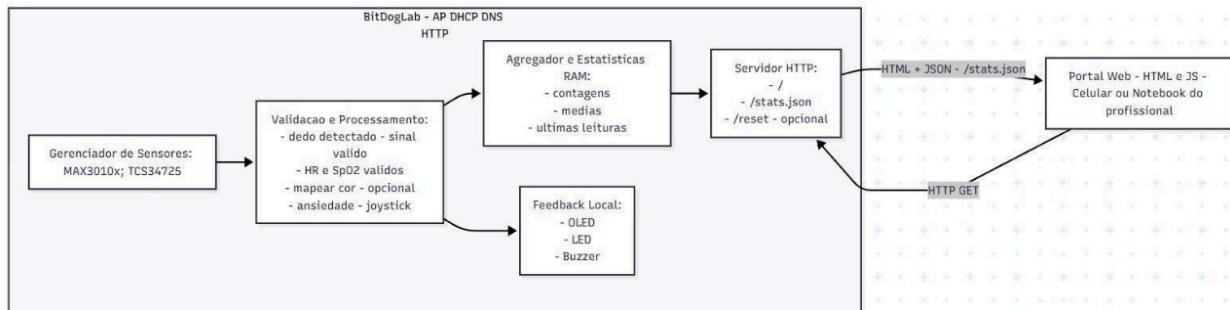 BitDogLab - AP DHCP DNS
HTTP
Gerenciador de Sensores:
MAX3010x; TCS34725
Validacao e Processamento:
- dedo detectado - sinal
valido
- HR e SpO2 validos
- mapear cor - opcional
- ansiedade - joystick
Agregador e Estatisticas
RAM:
- contagens
- medias
- ultimas leituras
Feedback Local:
- OLED
- LED
- Buzzer
Servidor HTTP:
- /
- /stats.json
- /reset - opcional
HTML + JSON - /stats.json
HTTP GET
Portal Web - HTML e JS -
Celular ou Notebook do
profissional